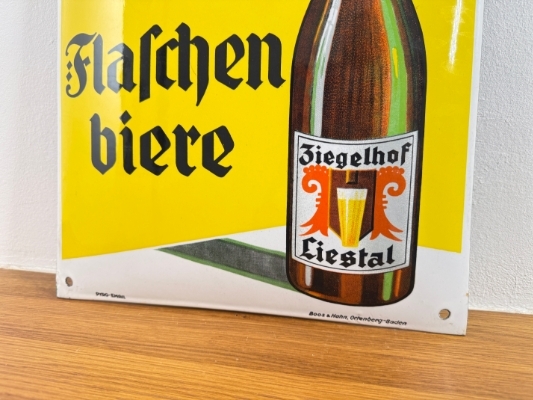 Flaſchen
biere
Ziegelhof
Liestal
Boos & Hahn, Ortenberg-Baden